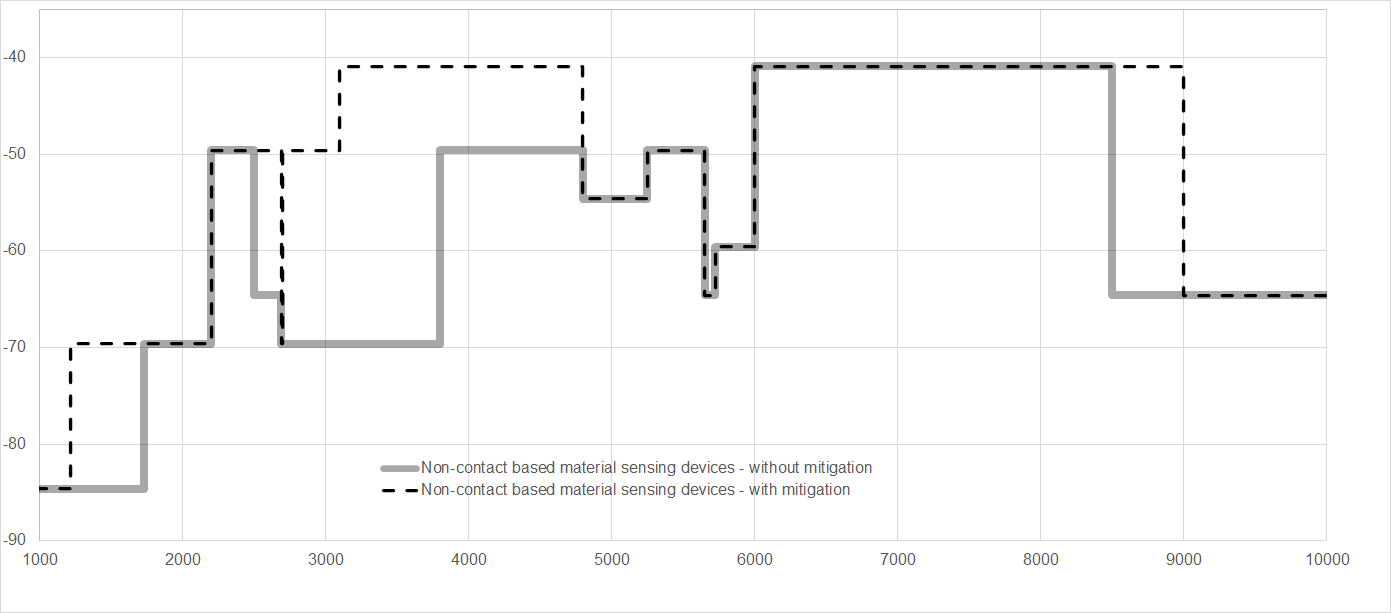 -40
-50
-60
-70
-80
Non-contact based material sensing devices - without mitigation
Non-contact based material sensing devices - with mitigation
-90
1000 2000 3000 4000 5000 6000 7000 8000 9000 10000